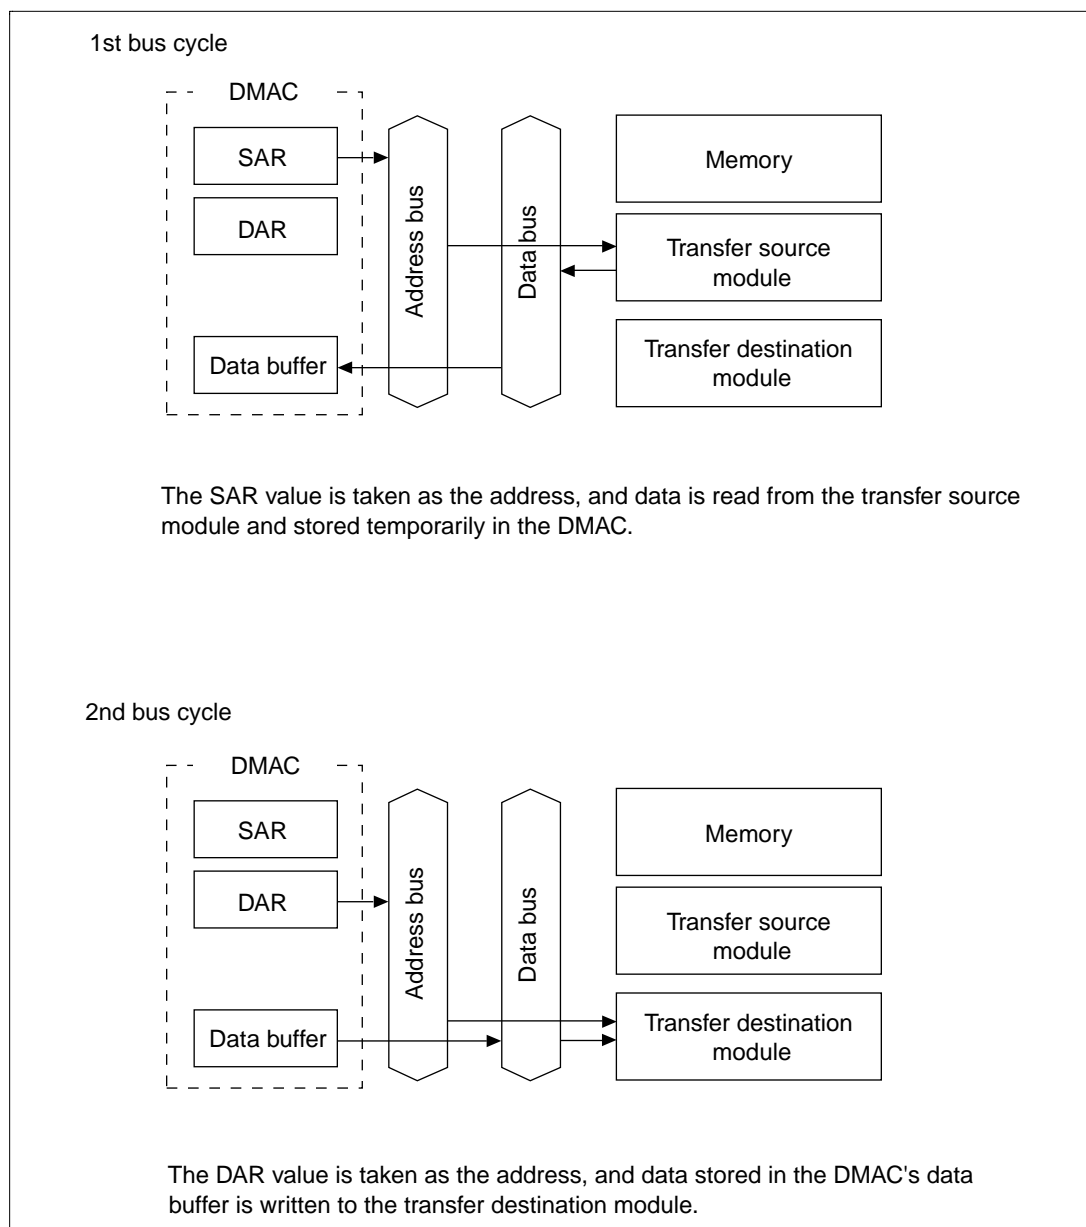 1st bus cycle
DMAC
SAR
DAR
Data buffer
Address bus
Data bus
Memory
Transfer source
module
Transfer destination
module
The SAR value is taken as the address, and data is read from the transfer source
module and stored temporarily in the DMAC.
2nd bus cycle
DMAC
SAR
DAR
Data buffer
Address bus
Data bus
Memory
Transfer source
module
Transfer destination
module
The DAR value is taken as the address, and data stored in the DMAC's data
buffer is written to the transfer destination module.